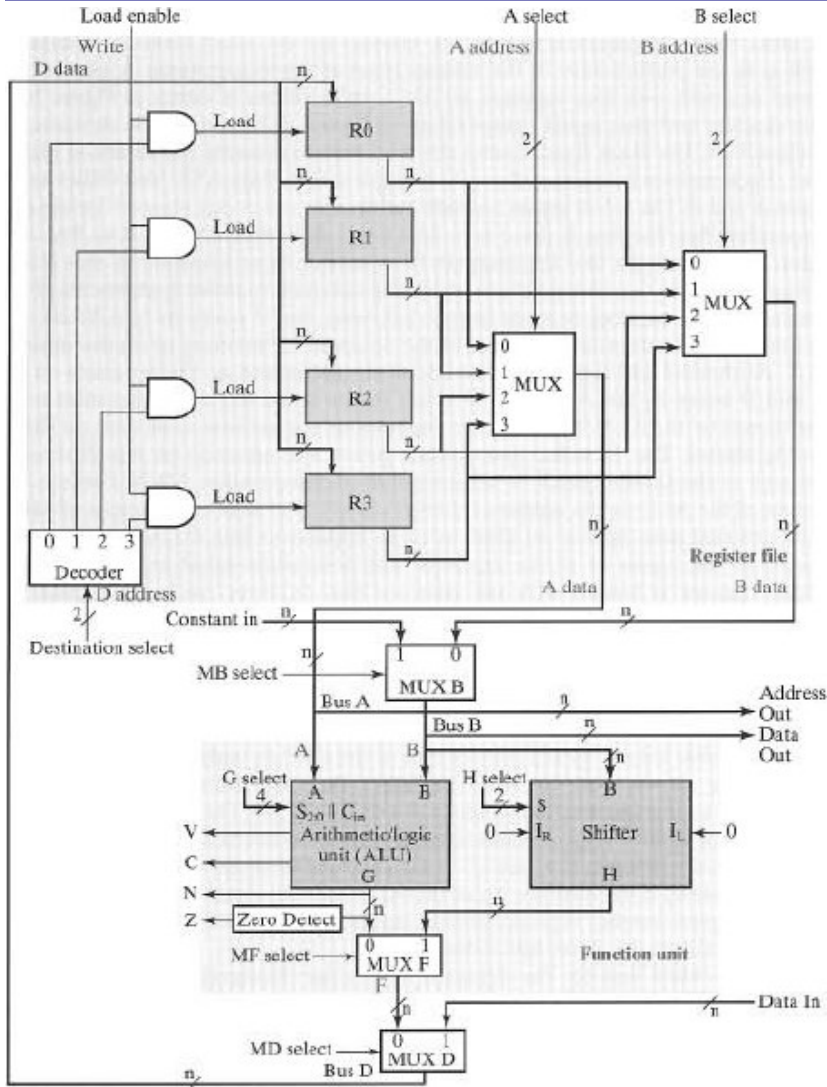 Load enable A select B select
Write A address B address
D data n
Load R0 2 2
n n
Load R1 0
1 MUX
n 2
n 0 3
1 MUX
Load R2 2
n n 3
Load R3
n n n
0 1 2 3 Register file
Decoder A data B data
D address
2 Constant in n n
Destination select 1 0
n MB select MUX B Address
Bus A n Out
Bus B n Data
A B n Out
G select A B H select B
4 S2:0 || Cin 2 S
V Arithmetic/logic 0 IR Shifter IL 0
unit (ALU)
C G H
N n n
Z Zero Detect 0 1
MF select MUX F Function unit
F n n Data In
MD select 0 1
MUX D
n Bus D